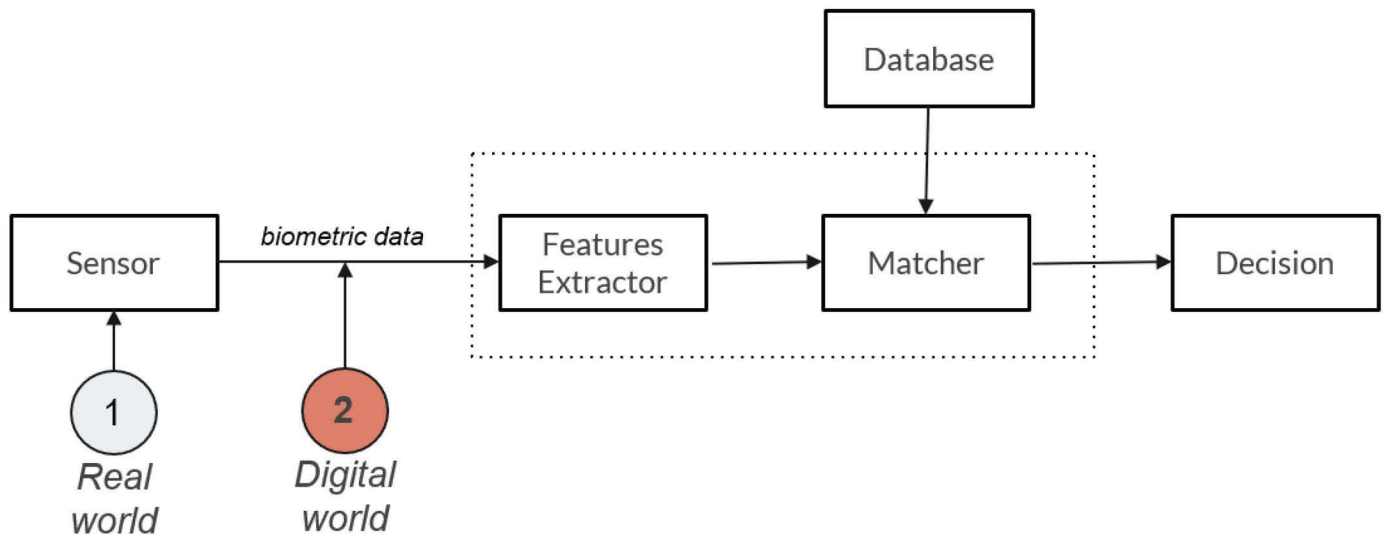 Database
Sensor
biometric data
Features
Extractor
Matcher
Decision
1
Real
world
2
Digital
world